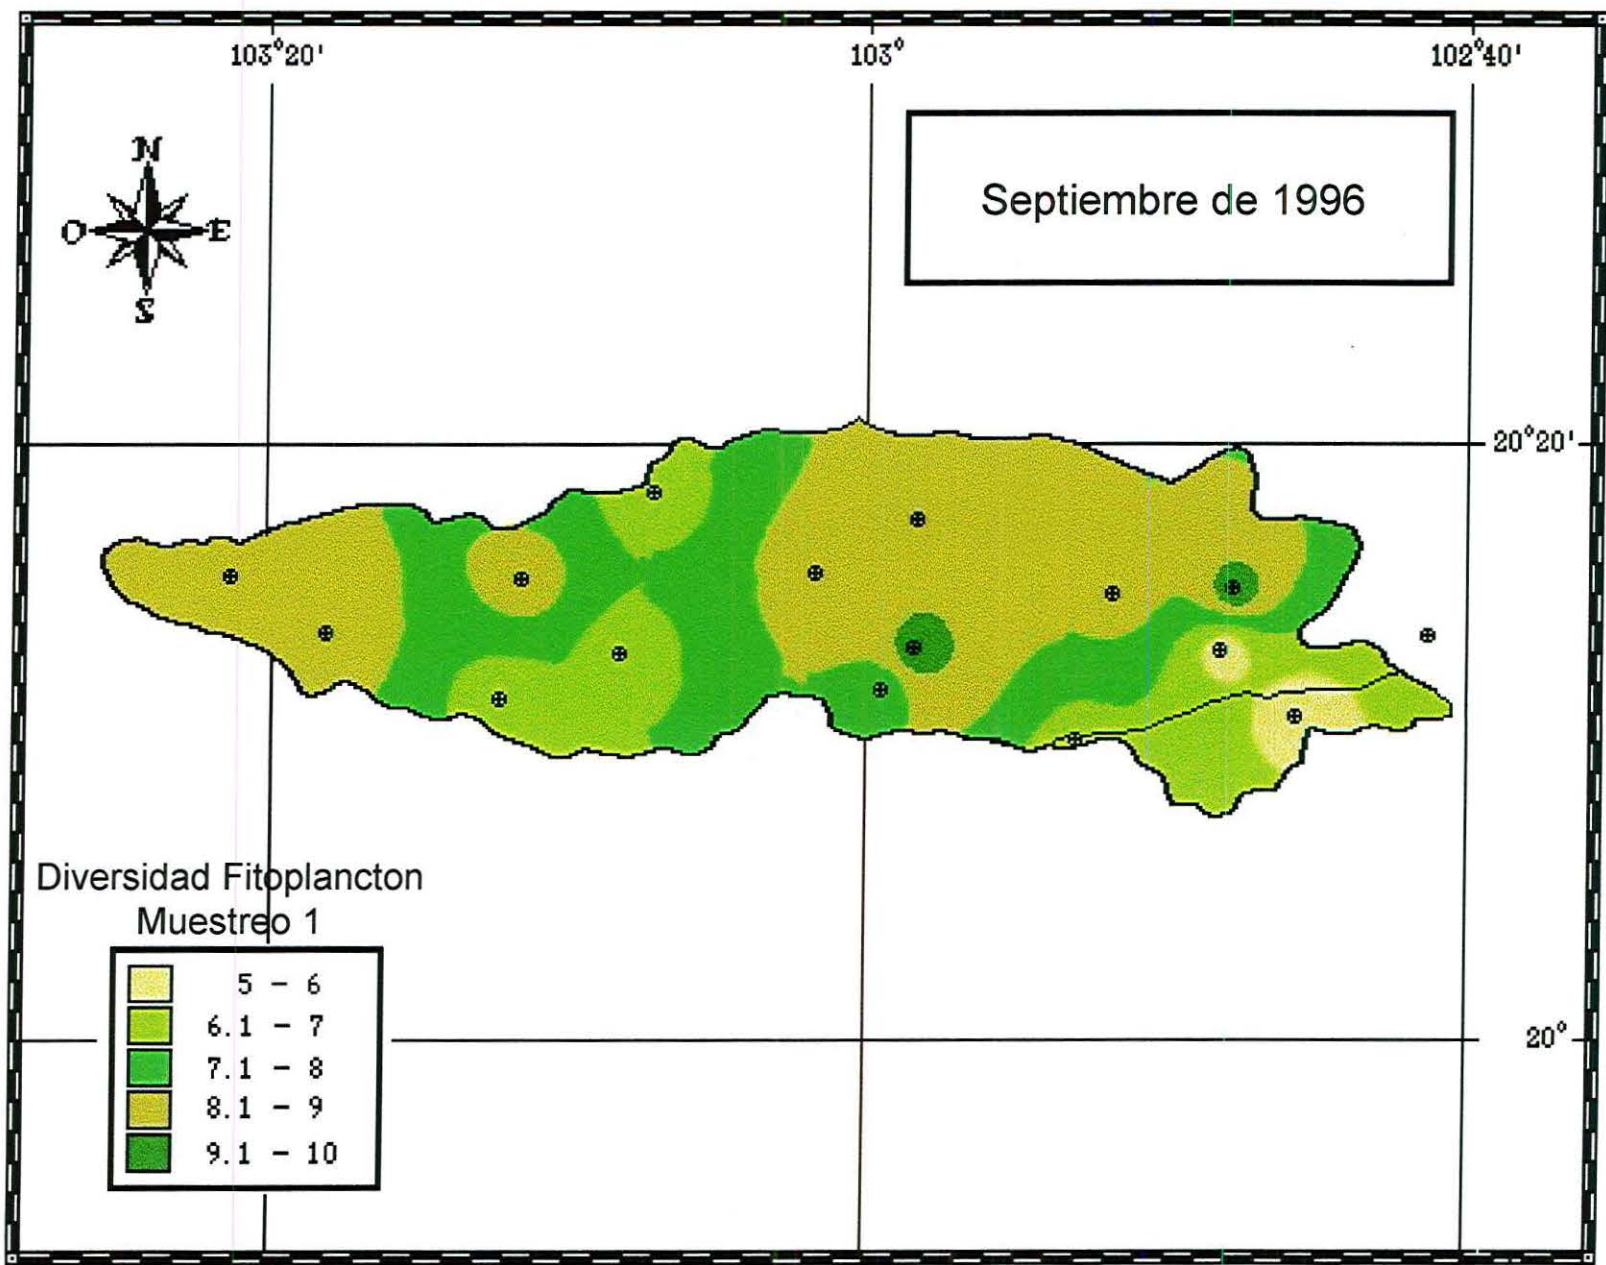 103°20'
103°
102°40'
N
O
E
S
Septiembre de 1996
20°20'
Diversidad Fitoplancton
Muestreo 1
5 - 6
6.1 - 7
7.1 - 8
8.1 - 9
9.1 - 10
20°